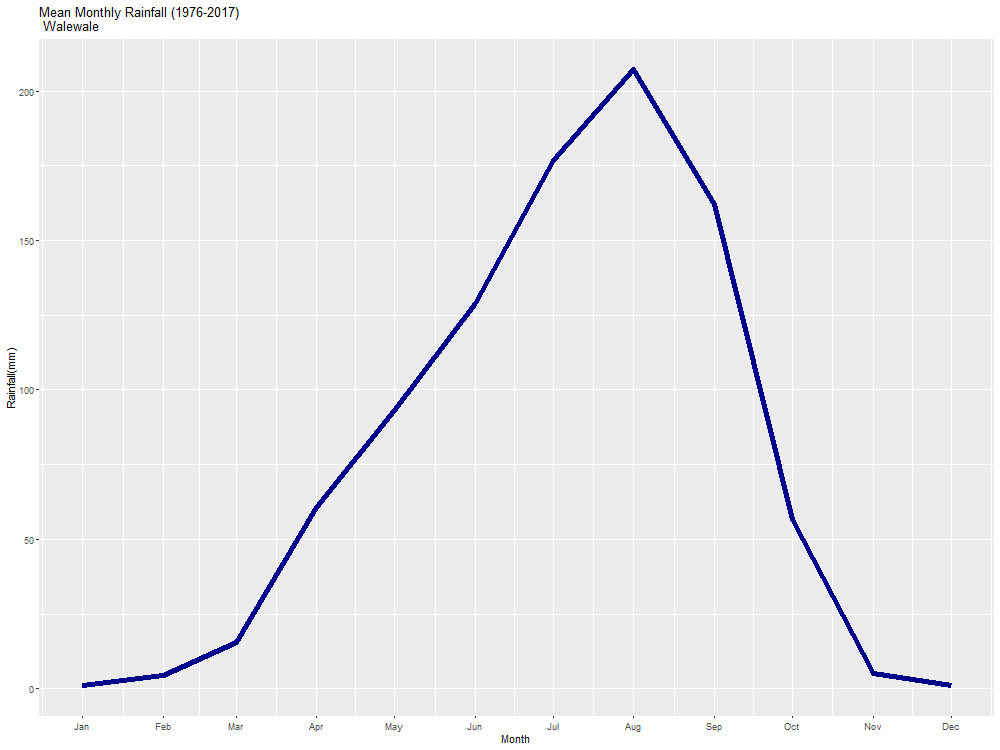 Mean Monthly Rainfall (1976-2017)
Walewale
200
150
100
50
0
Rainfall(mm)
Jan Feb Mar Apr May Jun Jul Aug Sep Oct Nov Dec
Month